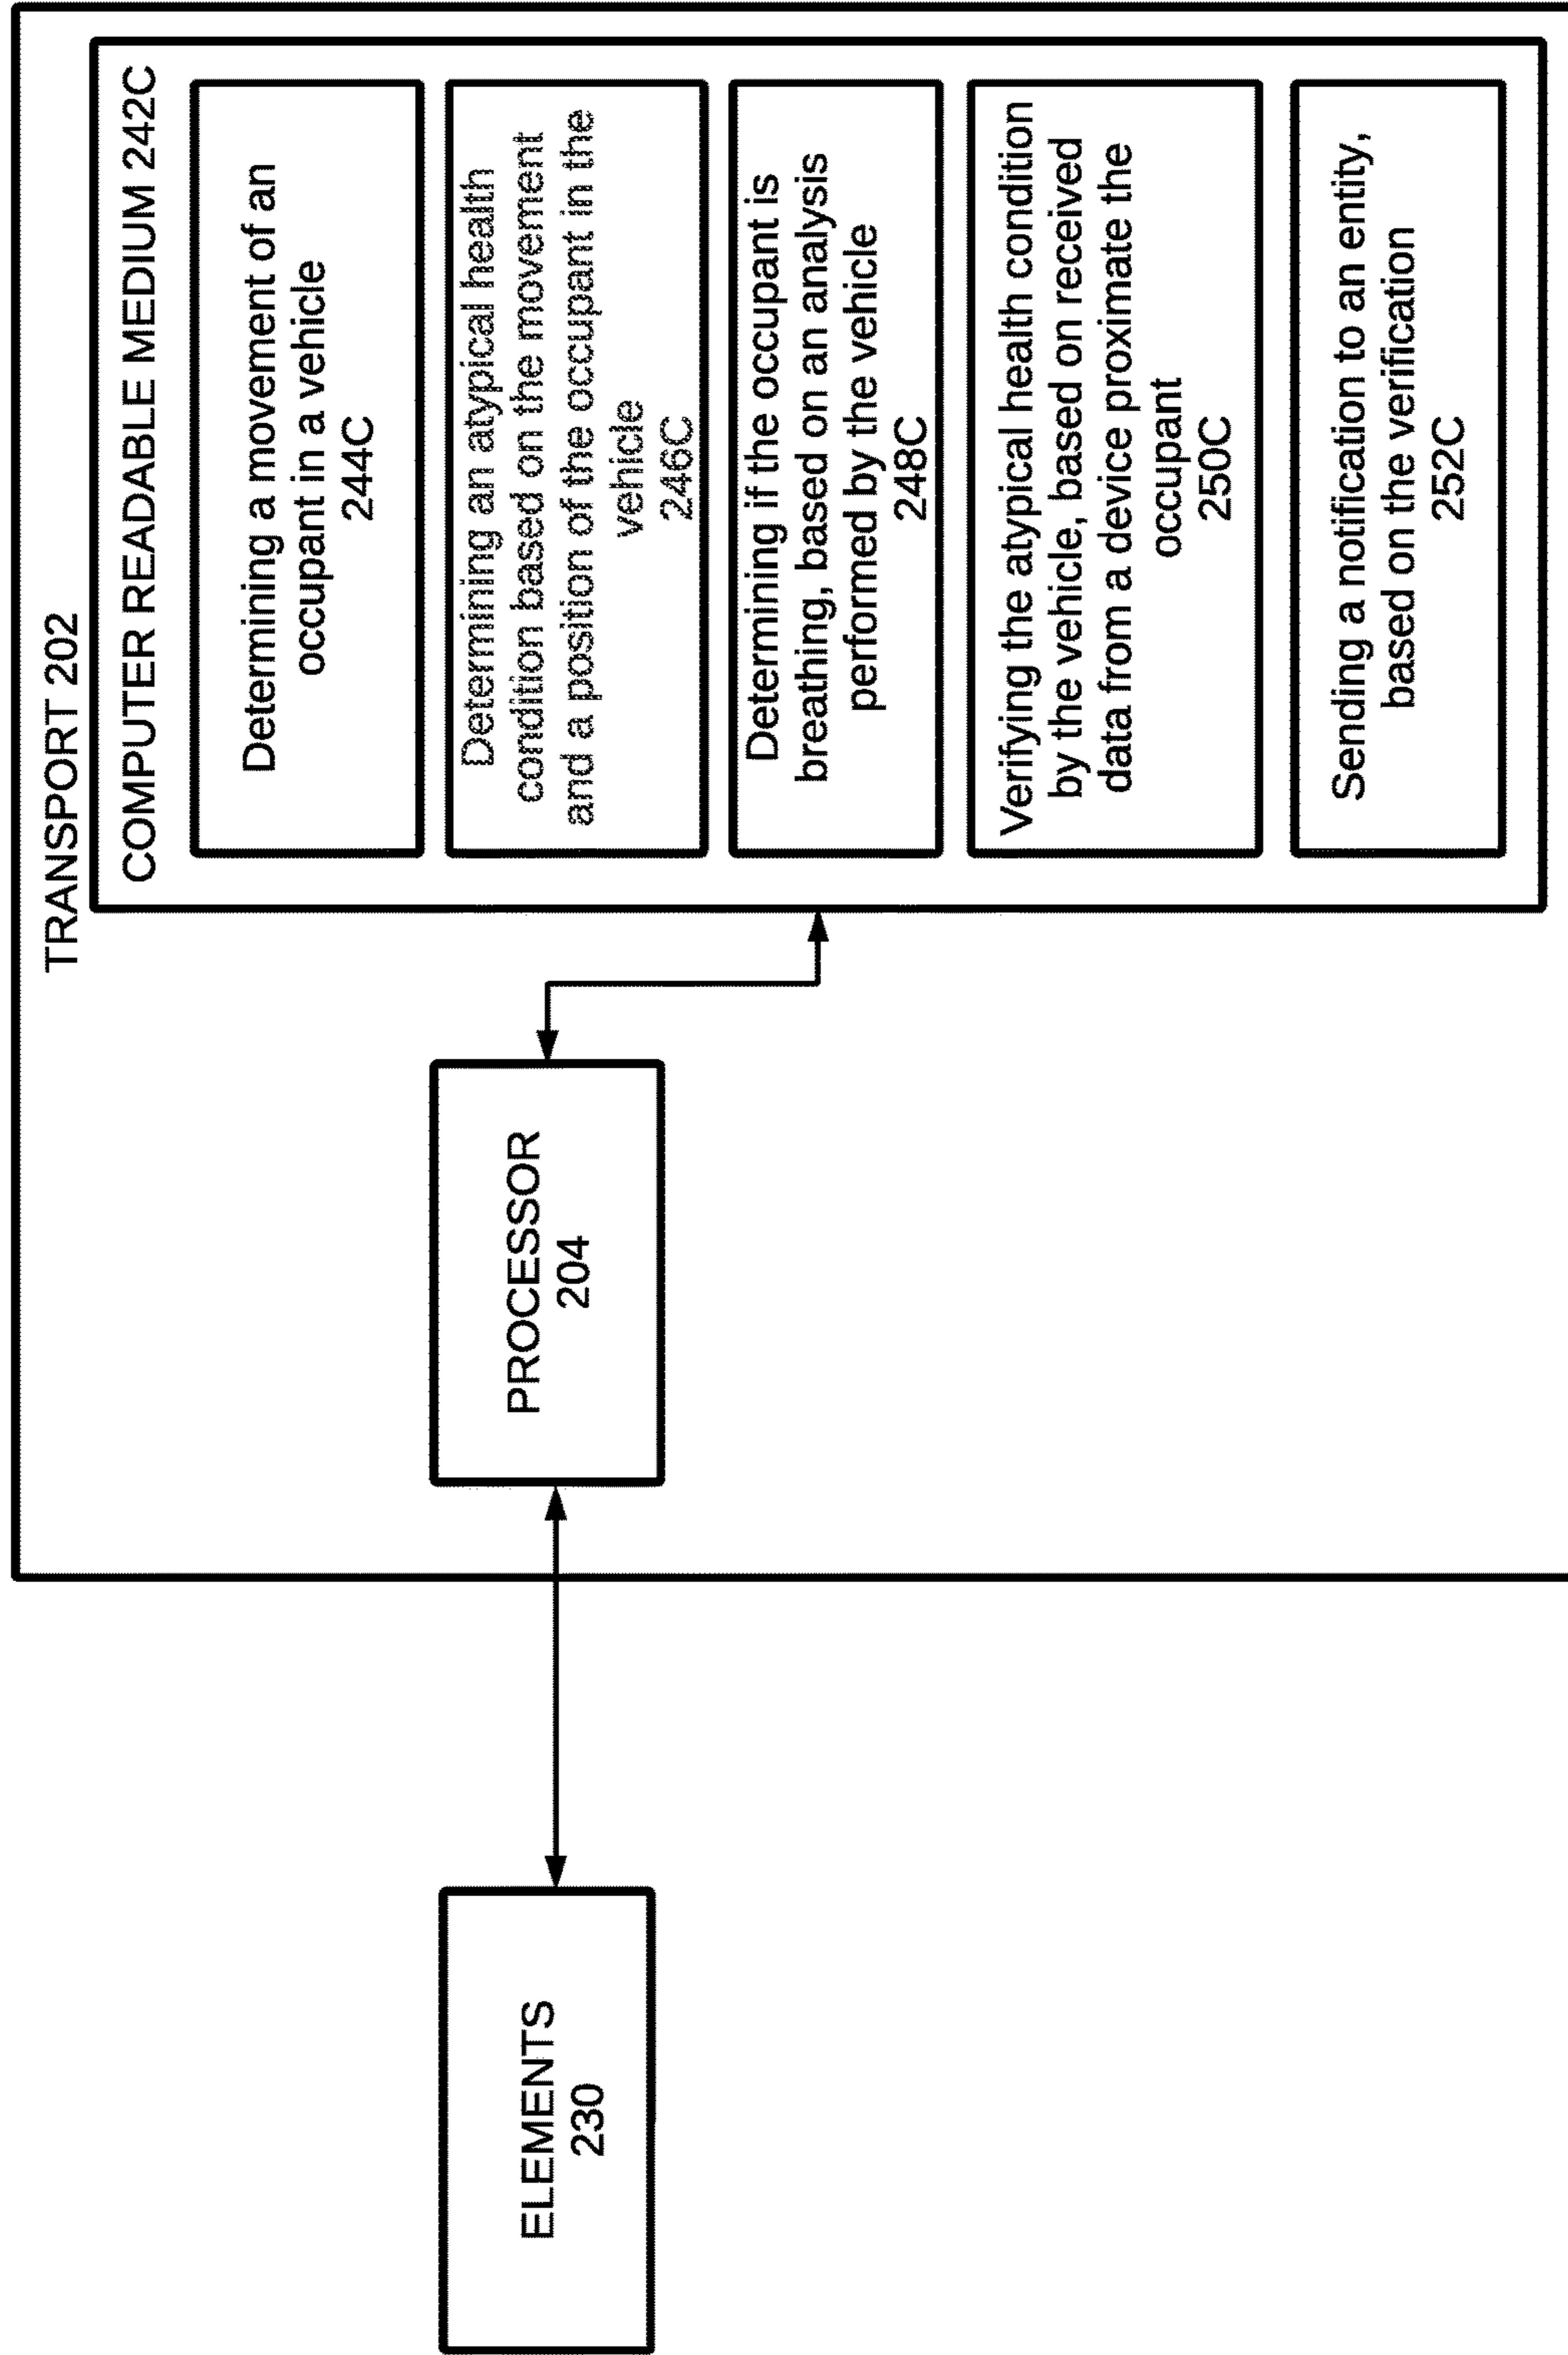 TRANSPORT 202
COMPUTER READABLE MEDIUM 242C
Determining a movement of an
occupant in a vehicle
244C
Determining an atypical health
condition based on the movement
and a position of the occupant in the
vehicle
246C
Determining if the occupant is
breathing, based on an analysis
performed by the vehicle
248C
Verifying the atypical health condition
by the vehicle, based on received
data from a device proximate the
occupant
250C
Sending a notification to an entity,
based on the verification
252C
PROCESSOR
204
ELEMENTS
230